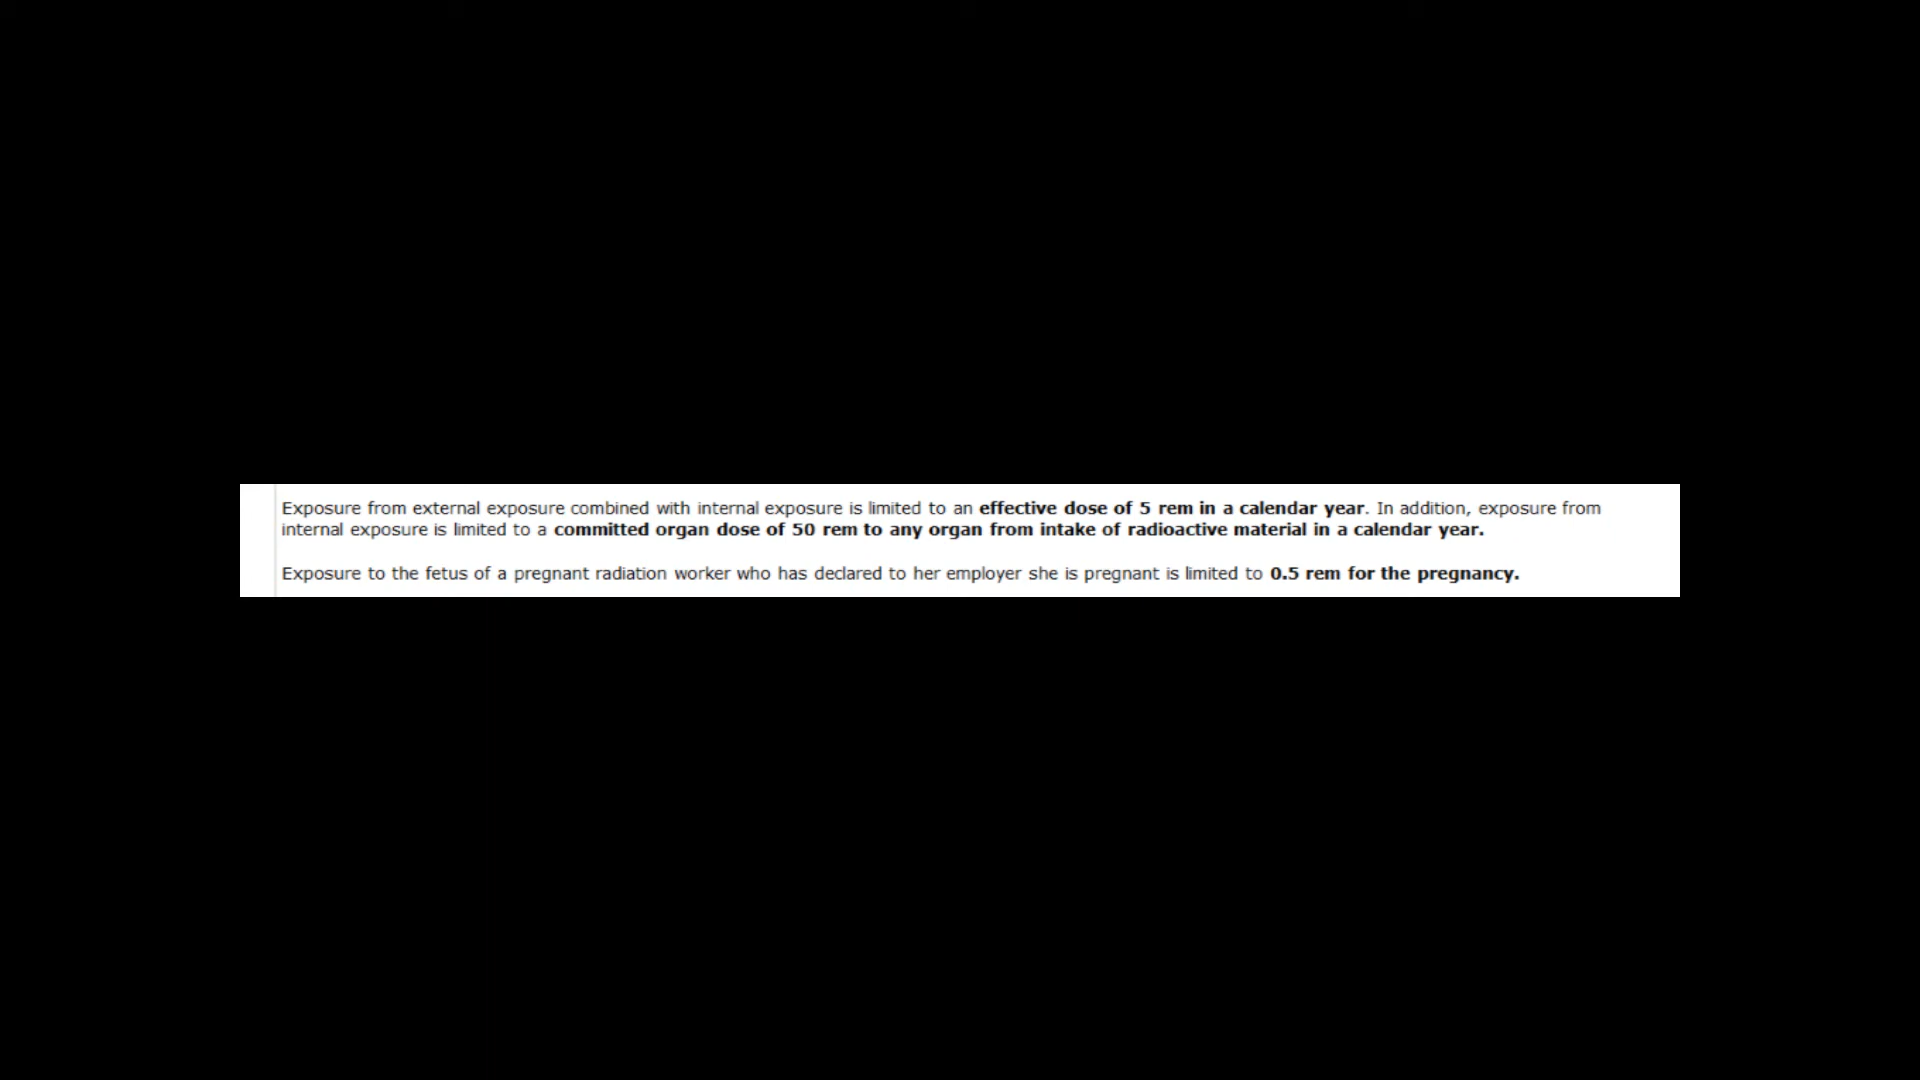 Exposure from external exposure combined with internal exposure is limited to an effective dose of 5 rem in a calendar year. In addition, exposure from
internal exposure is limited to a committed organ dose of 50 rem to any organ from intake of radioactive material in a calendar year.
Exposure to the fetus of a pregnant radiation worker who has declared to her employer she is pregnant is limited to 0.5 rem for the pregnancy.